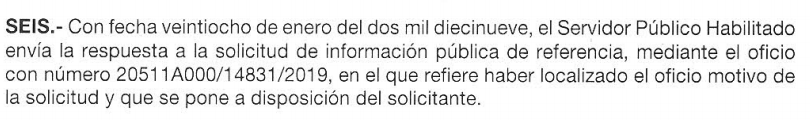 SEIS.- Con fecha veintiocho de enero del dos mil diecinueve, el Servidor Público Habilitado
envía la respuesta a la solicitud de información pública de referencia, mediante el oficio
con número 20511A000/14831/2019, en el que refiere haber localizado el oficio motivo de
la solicitud y que se pone a disposición del solicitante.